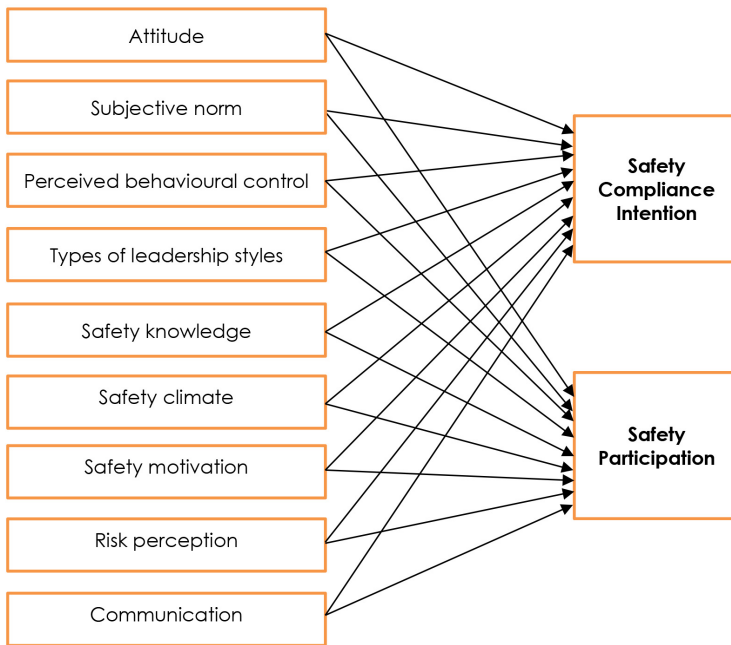 Attitude
Subjective norm
Perceived behavioural control
Types of leadership styles
Safety knowledge
Safety climate
Safety motivation
Risk perception
Communication
Safety
Compliance
Intention
Safety
Participation